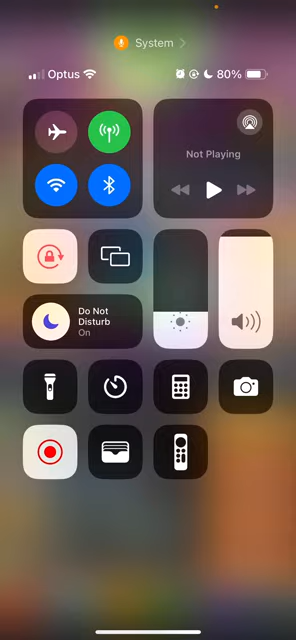 System
Optus 80%
Not Playing
Do Not
Disturb
On